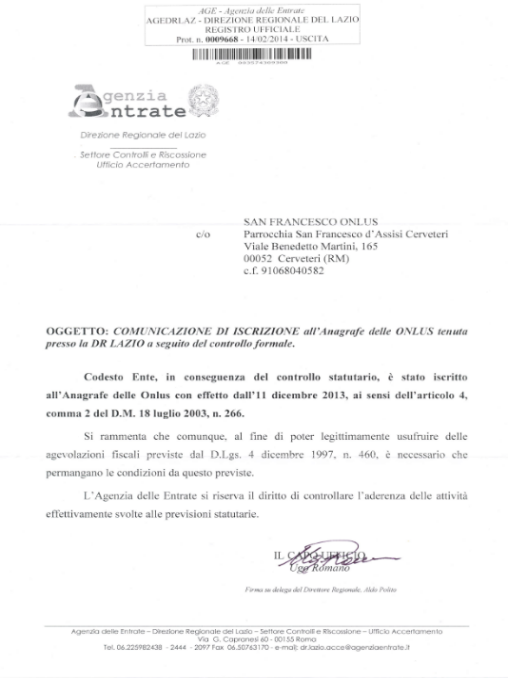 AGE - Agenzia delle Entrate
AGEDRLAZ - DIREZIONE REGIONALE DEL LAZIO
REGISTRO UFFICIALE
Prot. n. 0009668 - 14/02/2014 - USCITA
Agenzia
Entrate
Direzione Regionale del Lazio
Settore Controlli e Riscossione
Ufficio Accertamento
SAN FRANCESCO ONLUS
c/o Parrocchia San Francesco d'Assisi Cerveteri
Viale Benedetto Martini, 165
00052 Cerveteri (RM)
c.f. 91068040582
OGGETTO: COMUNICAZIONE DI ISCRIZIONE all'Anagrafe delle ONLUS tenuta
presso la DR LAZIO a seguito del controllo formale.
Codesto Ente, in conseguenza del controllo statutario, è stato iscritto
all'Anagrafe delle Onlus con effetto dall'11 dicembre 2013, ai sensi dell'articolo 4,
comma 2 del D.M. 18 luglio 2003, n. 266.
Si rammenta che comunque, al fine di poter legittimamente usufruire delle
agevolazioni fiscali previste dal D.Lgs. 4 dicembre 1997, n. 460, è necessario che
permangano le condizioni da questo previste.
L'Agenzia delle Entrate si riserva il diritto di controllare l'aderenza delle attività
effettivamente svolte alle previsioni statutarie.
IL CAPO UFFICIO
Ugo Romano
Firma su delega del Direttore Regionale, Aldo Polito
Agenzia delle Entrate – Direzione Regionale del Lazio – Settore Controlli e Riscossione – Ufficio Accertamento
Via G. Capranesi 60 - 00155 Roma
Tel. 06.225982438 - 2444 - 2097 Fax 06.50763170 - e-mail: dr.lazio.acce@agenziaentrate.it